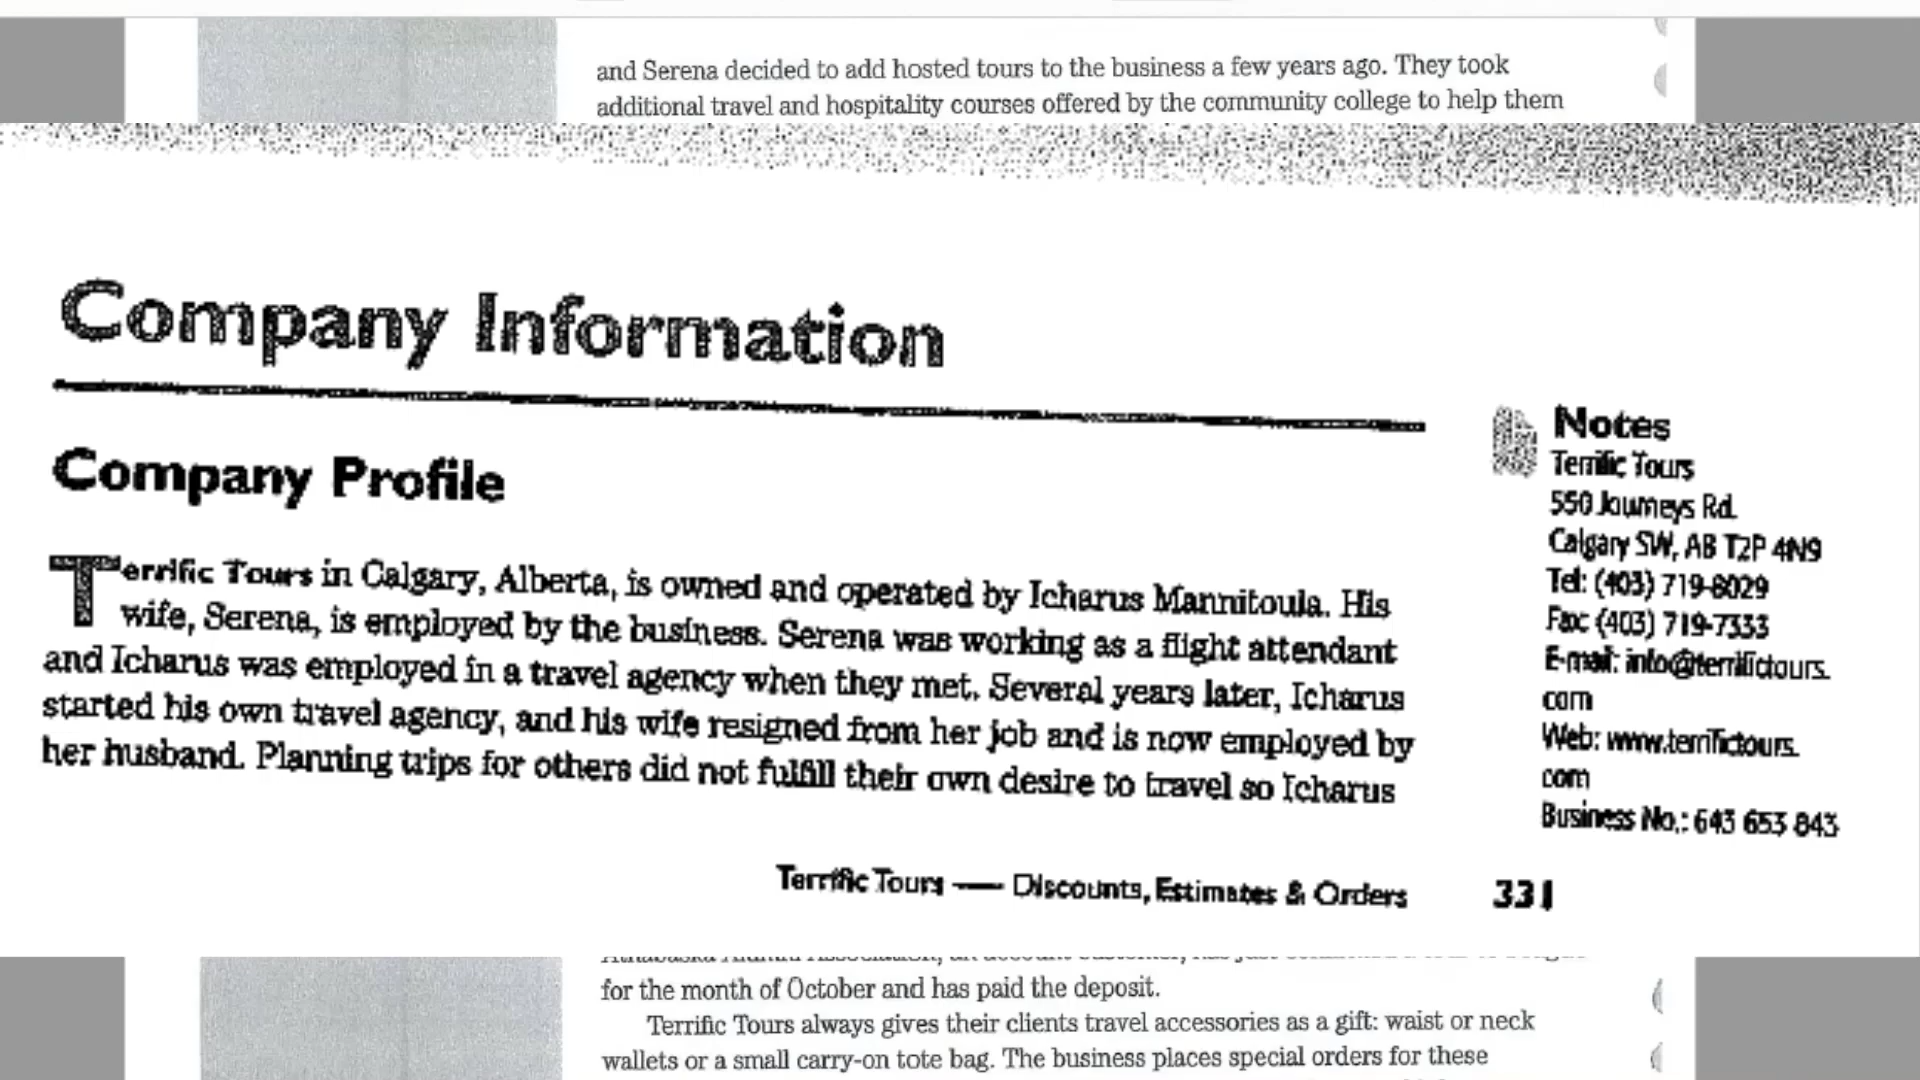 and Serena decided to add hosted tours to the business a few years ago. They took
additional travel and hospitality courses offered by the community college to help them
Company Information
Company Profile
Terrific Tours in Calgary, Alberta, is owned and operated by Icharus Mannitoula. His
wife, Serena, is employed by the business. Serena was working as a flight attendant
and Icharus was employed in a travel agency when they met. Several years later, Icharus
started his own travel agency, and his wife resigned from her job and is now employed by
her husband. Planning trips for others did not fulfill their own desire to travel so Icharus
Notes
Terrific Tours
550 Journeys Rd.
Calgary SW, AB T2P 4N9
Tel: (403) 719-8029
Fax: (403) 719-7333
E-mail: info@terrifictours.
com
Web: www.terrifictours.
com
Business No.: 643 653 843
Terrific Tours — Discounts, Estimates & Orders 331
for the month of October and has paid the deposit.
Terrific Tours always gives their clients travel accessories as a gift: waist or neck
wallets or a small carry-on tote bag. The business places special orders for these